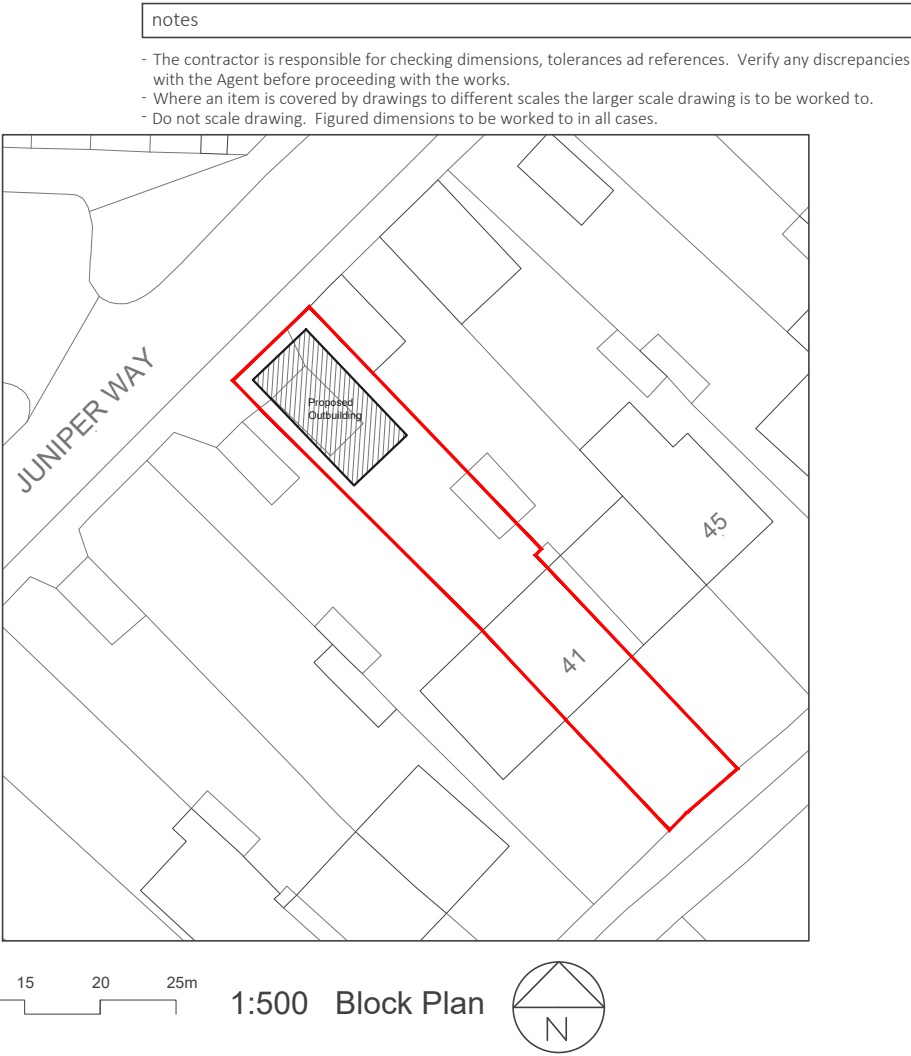 notes
- The contractor is responsible for checking dimensions, tolerances ad references. Verify any discrepancies
with the Agent before proceeding with the works.
- Where an item is covered by drawings to different scales the larger scale drawing is to be worked to.
- Do not scale drawing. Figured dimensions to be worked to in all cases.
JUNIPER WAY
Proposed
Outbuilding
45
41
15 20 25m
1:500 Block Plan
N